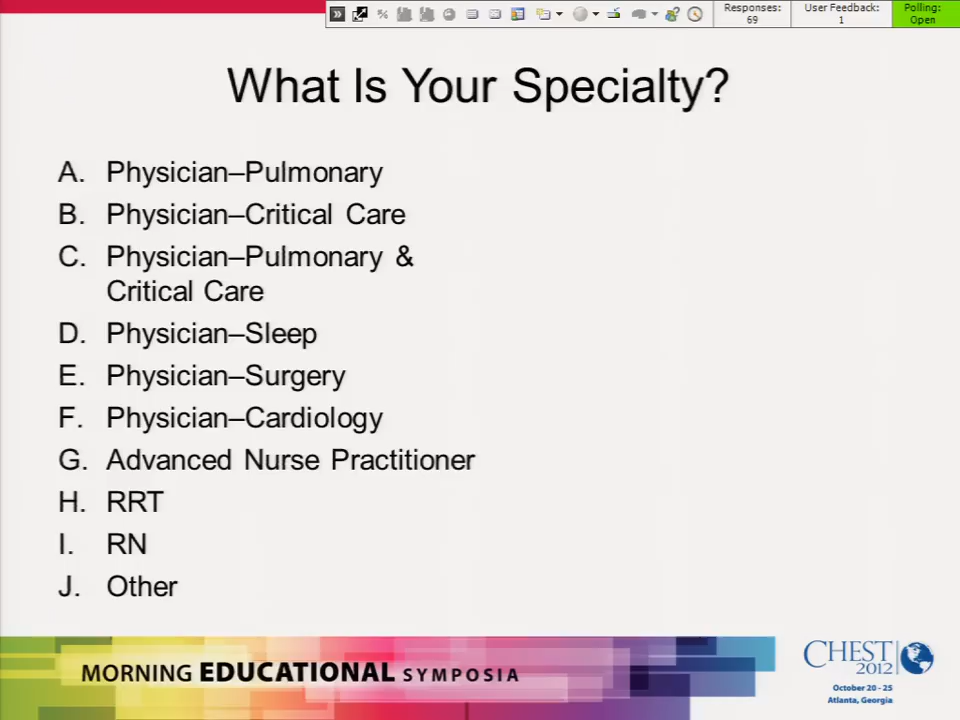 Responses: User Feedback: Polling:
69 1 Open
What Is Your Specialty?
A. Physician–Pulmonary
B. Physician–Critical Care
C. Physician–Pulmonary &
Critical Care
D. Physician–Sleep
E. Physician–Surgery
F. Physician–Cardiology
G. Advanced Nurse Practitioner
H. RRT
I. RN
J. Other
MORNING EDUCATIONAL SYMPOSIA
CHEST
2012
October 20 - 25
Atlanta, Georgia